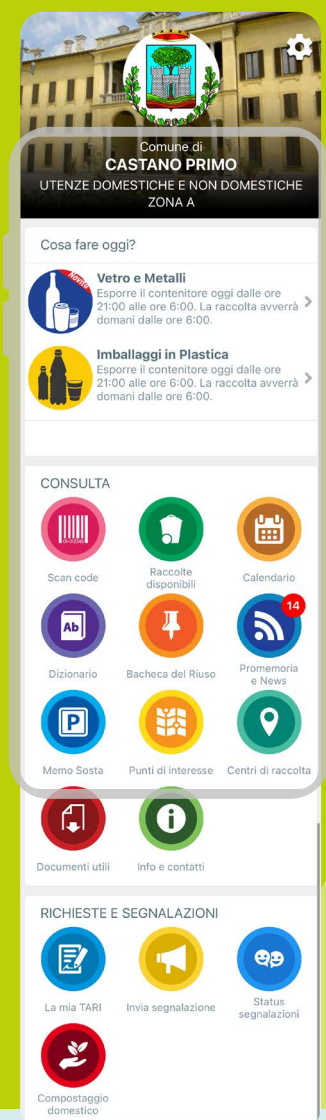 Comune di
CASTANO PRIMO
UTENZE DOMESTICHE E NON DOMESTICHE
ZONA A
Cosa fare oggi?
Novità
Vetro e Metalli
Esporre il contenitore oggi dalle ore
21:00 alle ore 6:00. La raccolta avverrà
domani dalle ore 6:00.
Imballaggi in Plastica
Esporre il contenitore oggi dalle ore
21:00 alle ore 6:00. La raccolta avverrà
domani dalle ore 6:00.
CONSULTA
Scan code
Raccolte
disponibili
Calendario
Ab
14
Dizionario
Bacheca del Riuso
Promemoria
e News
P
Memo Sosta
Punti di interesse
Centri di raccolta
Documenti utili
Info e contatti
RICHIESTE E SEGNALAZIONI
La mia TARI
Invia segnalazione
Status
segnalazioni
Compostaggio
domestico